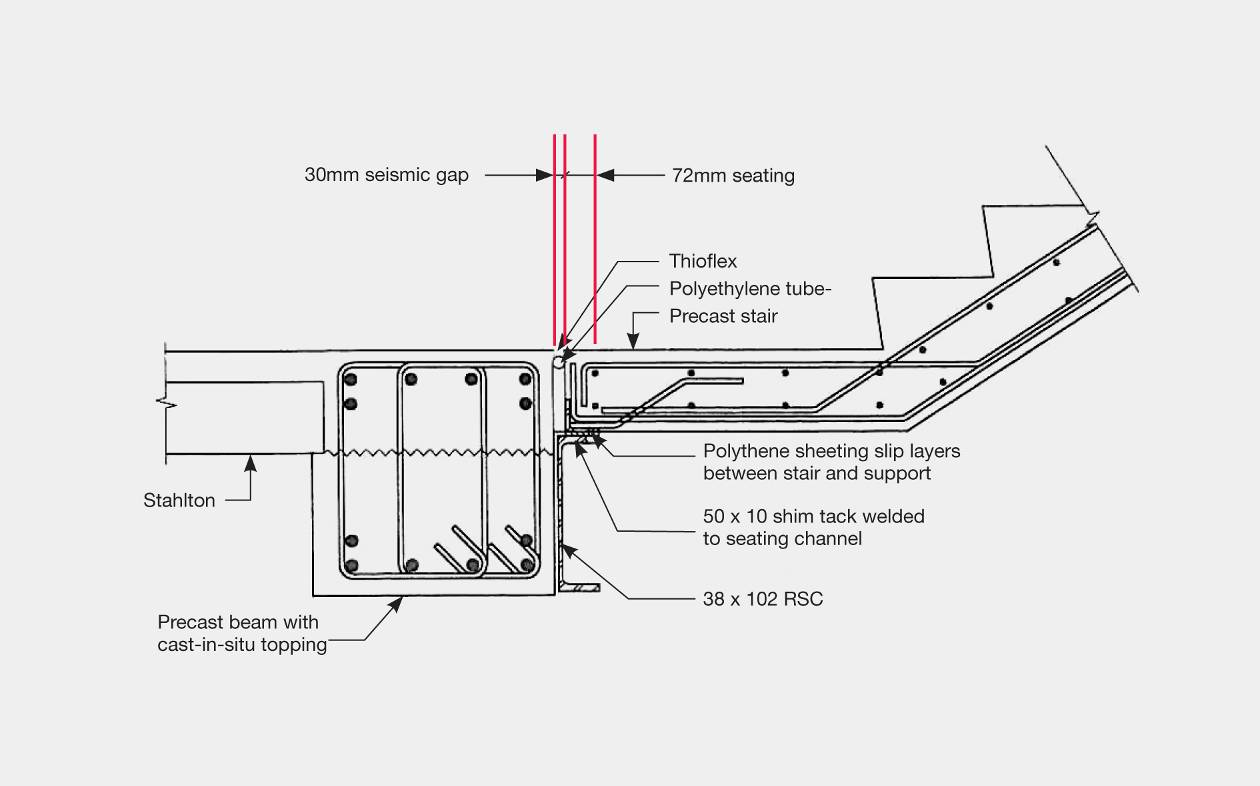 30mm seismic gap
72mm seating
Thioflex
Polyethylene tube-
Precast stair
Polythene sheeting slip layers
between stair and support
Stahlton
50 x 10 shim tack welded
to seating channel
38 x 102 RSC
Precast beam with
cast-in-situ topping